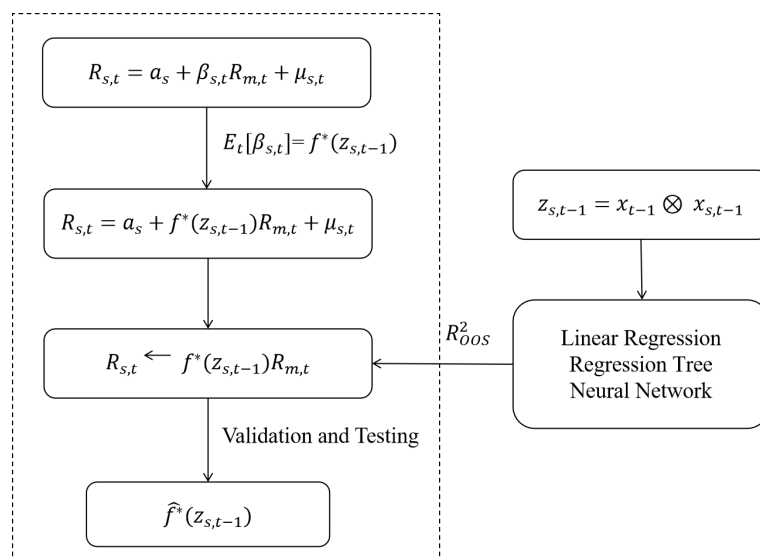 R_{s,t} = a_s + β_{s,t}R_{m,t} + μ_{s,t}
E_t[β_{s,t}] = f*(z_{s,t−1})
R_{s,t} = a_s + f*(z_{s,t−1})R_{m,t} + μ_{s,t}
z_{s,t−1} = x_{t−1} ⊗ x_{s,t−1}
R_{s,t} ← f*(z_{s,t−1})R_{m,t}
R²_{OOS}
Linear Regression
Regression Tree
Neural Network
Validation and Testing
f̂*(z_{s,t−1})